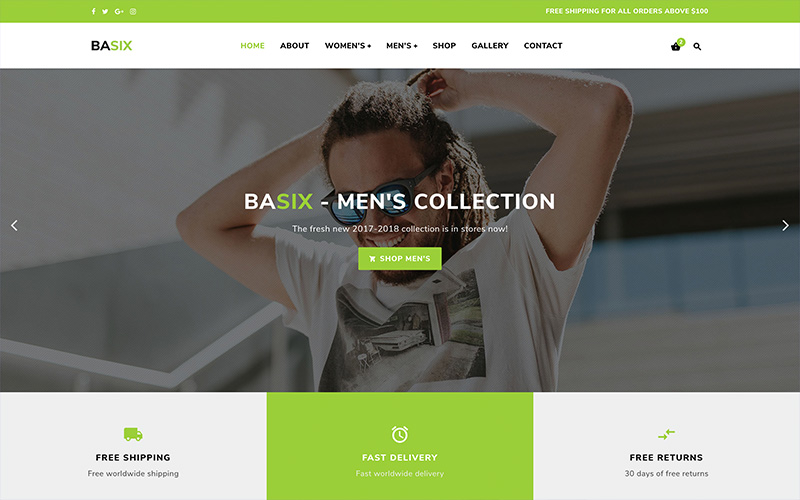 FREE SHIPPING FOR ALL ORDERS ABOVE $100
BASIX
HOME ABOUT WOMEN'S + MEN'S + SHOP GALLERY CONTACT
2
BASIX - MEN'S COLLECTION
The fresh new 2017-2018 collection is in stores now!
SHOP MEN'S
FREE SHIPPING
Free worldwide shipping
FAST DELIVERY
Fast worldwide delivery
FREE RETURNS
30 days of free returns